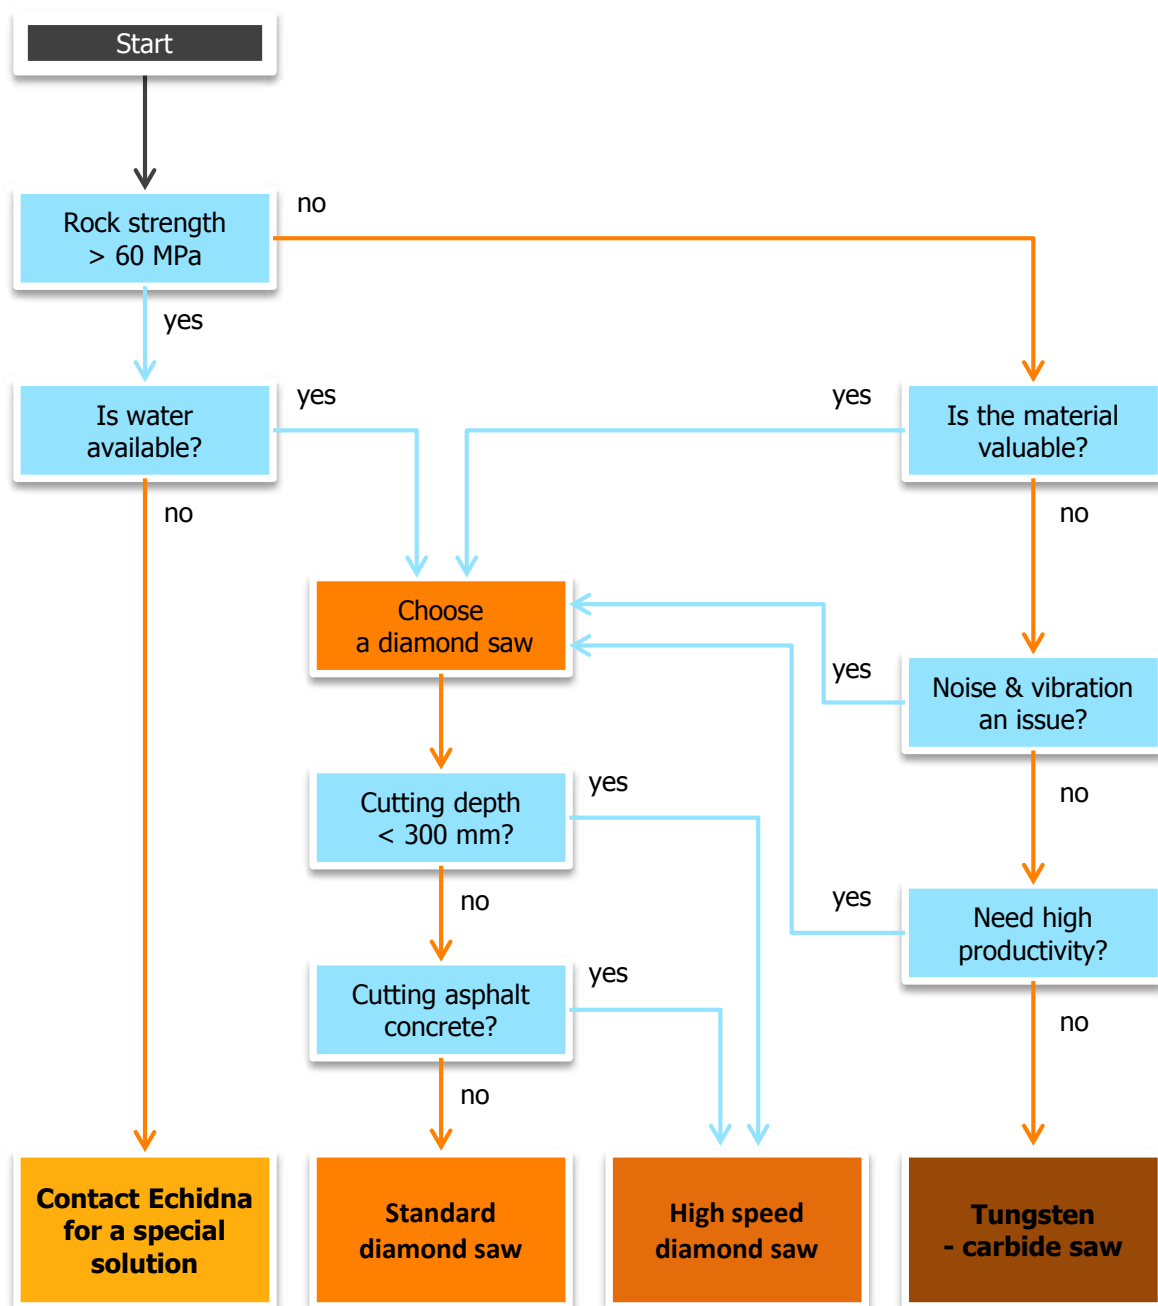 Start
Rock strength
> 60 MPa
no
yes
Is water
available?
yes
yes
Is the material
valuable?
no
no
Choose
a diamond saw
yes
Noise & vibration
an issue?
Cutting depth
< 300 mm?
yes
no
no
yes
Need high
productivity?
Cutting asphalt
concrete?
yes
no
no
Contact Echidna
for a special
solution
Standard
diamond saw
High speed
diamond saw
Tungsten
- carbide saw